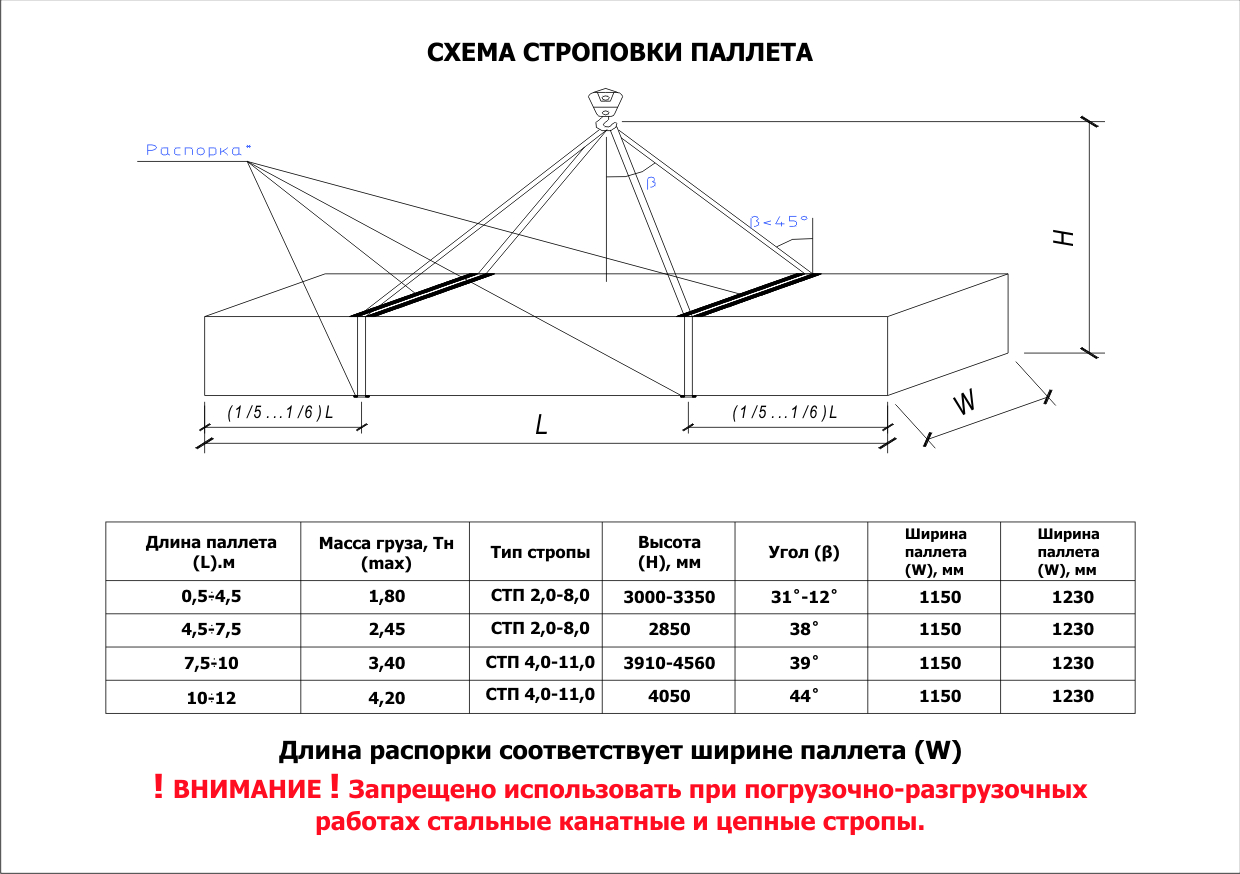 СХЕМА СТРОПОВКИ ПАЛЛЕТА
Распорка*
β
β<45°
H
(1/5...1/6)L
L
(1/5...1/6)L
W
Длина паллета (L).м
Масса груза, Тн (max)
Тип стропы
Высота (H), мм
Угол (β)
Ширина паллета (W), мм
Ширина паллета (W), мм
0,5÷4,5 1,80 СТП 2,0-8,0 3000-3350 31˚-12˚ 1150 1230
4,5÷7,5 2,45 СТП 2,0-8,0 2850 38˚ 1150 1230
7,5÷10 3,40 СТП 4,0-11,0 3910-4560 39˚ 1150 1230
10÷12 4,20 СТП 4,0-11,0 4050 44˚ 1150 1230
Длина распорки соответствует ширине паллета (W)
! ВНИМАНИЕ ! Запрещено использовать при погрузочно-разгрузочных
работах стальные канатные и цепные стропы.